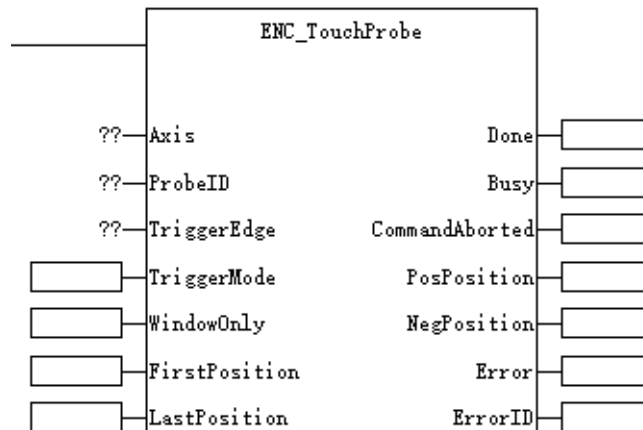 ENC_TouchProbe
?? Axis Done
?? ProbeID Busy
?? TriggerEdge CommandAborted
TriggerMode PosPosition
WindowOnly NegPosition
FirstPosition Error
LastPosition ErrorID